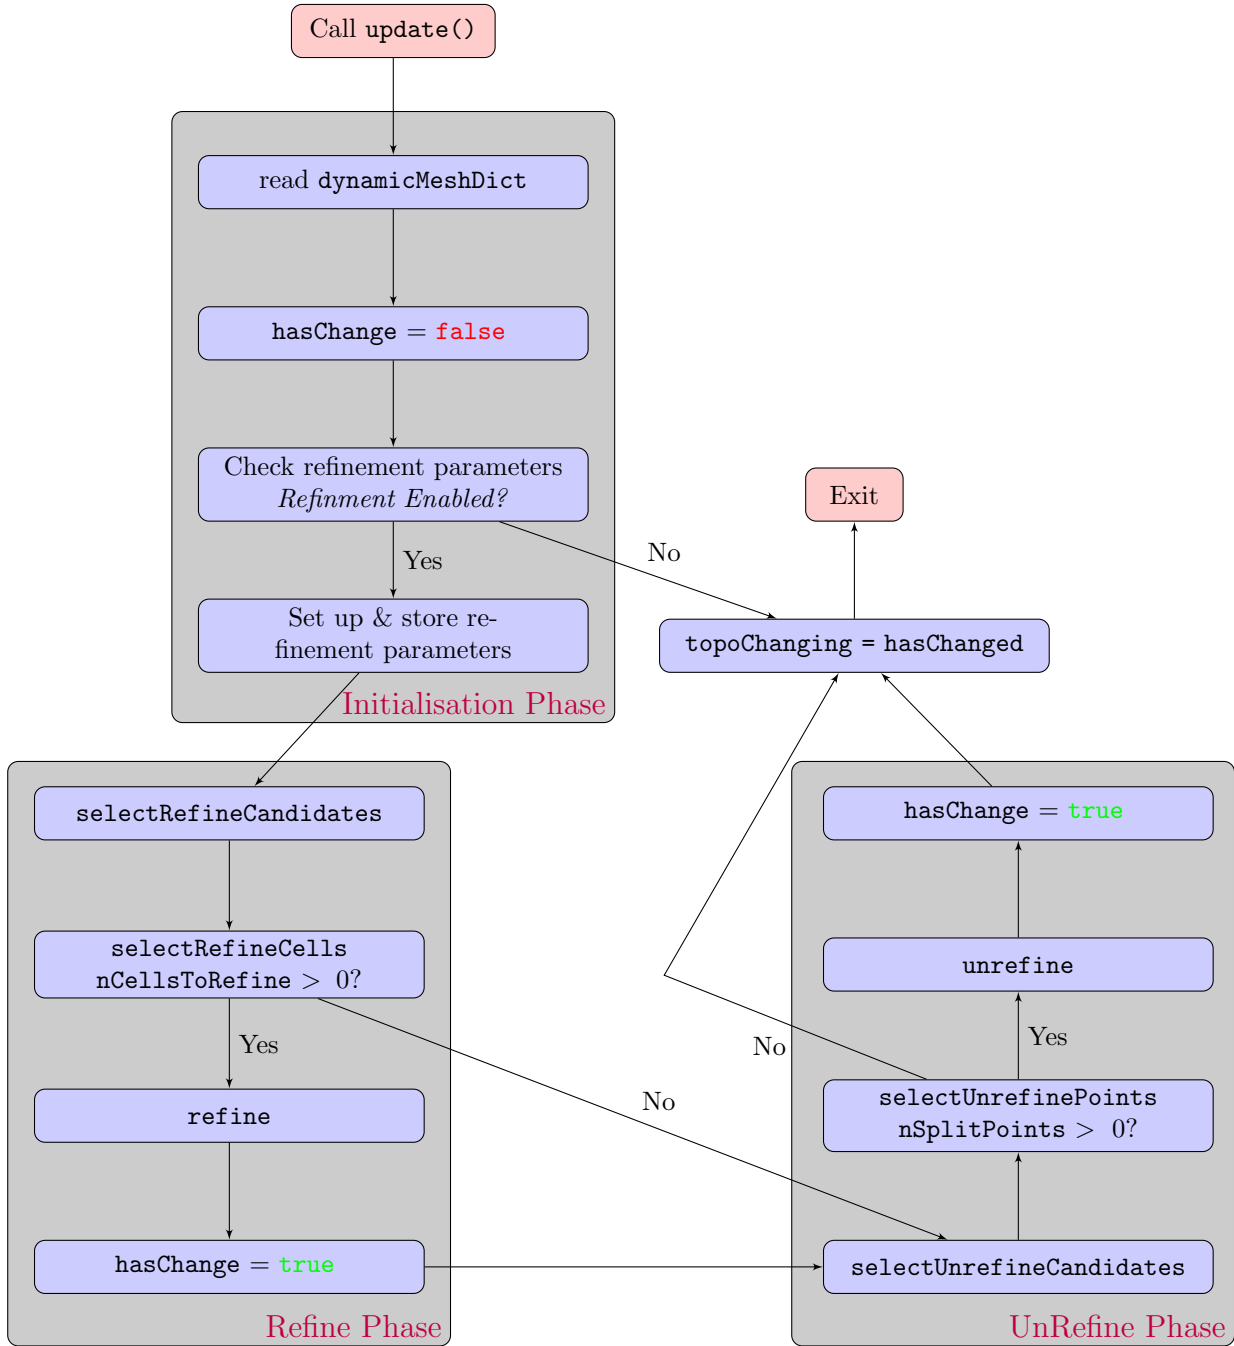 Call update()
read dynamicMeshDict
hasChange = false
Check refinement parameters
Refinment Enabled?
Yes
No
Set up & store re-
finement parameters
Initialisation Phase
Exit
topoChanging = hasChanged
selectRefineCandidates
selectRefineCells
nCellsToRefine > 0?
Yes
No
refine
hasChange = true
Refine Phase
hasChange = true
unrefine
Yes
No
selectUnrefinePoints
nSplitPoints > 0?
selectUnrefineCandidates
UnRefine Phase